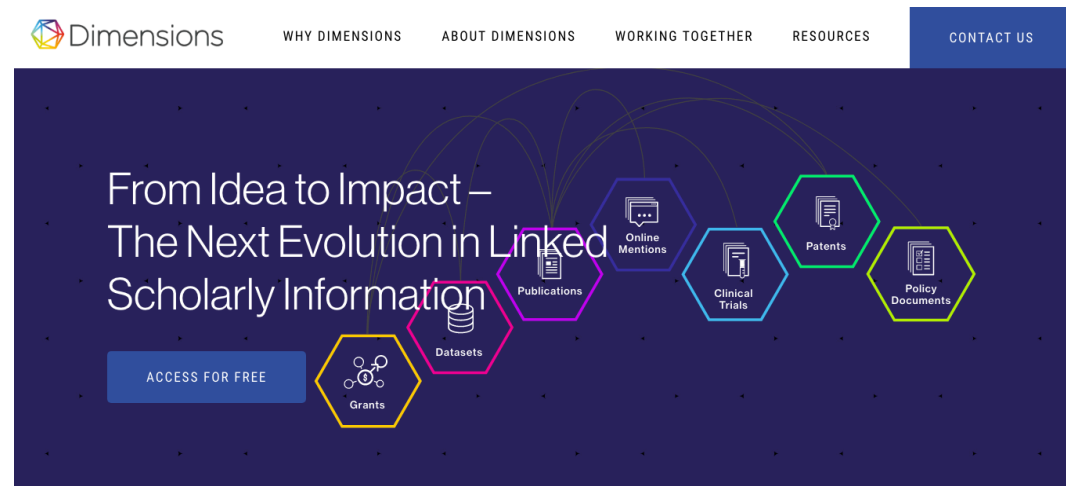 Dimensions
WHY DIMENSIONS
ABOUT DIMENSIONS
WORKING TOGETHER
RESOURCES
CONTACT US
From Idea to Impact –
The Next Evolution in Linked
Scholarly Information
ACCESS FOR FREE
Grants
Datasets
Publications
Online
Mentions
Clinical
Trials
Patents
Policy
Documents